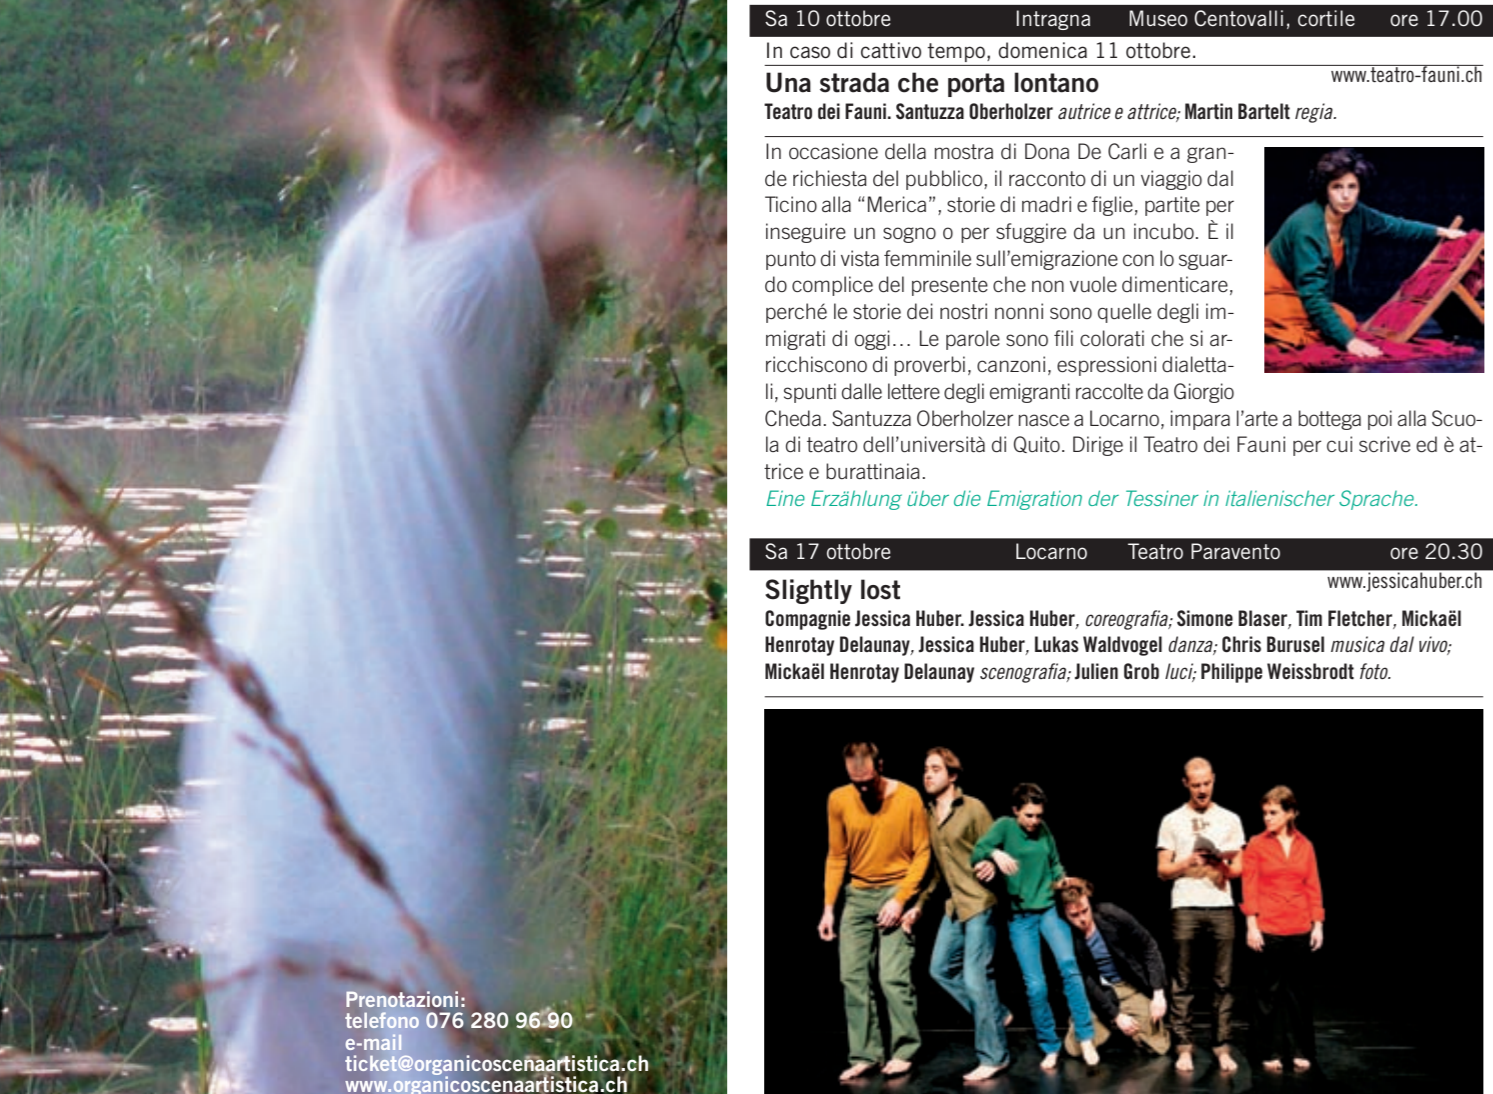 Prenotazioni:
telefono 076 280 96 90
e-mail
ticket@organicoscenaartistica.ch
www.organicoscenaartistica.ch
Sa 10 ottobre Intragna Museo Centovalli, cortile ore 17.00
In caso di cattivo tempo, domenica 11 ottobre.
Una strada che porta lontano www.teatro-fauni.ch
Teatro dei Fauni. Santuzza Oberholzer autrice e attrice; Martin Bartelt regia.
In occasione della mostra di Dona De Carli e a gran-
de richiesta del pubblico, il racconto di un viaggio dal
Ticino alla “Merica”, storie di madri e figlie, partite per
inseguire un sogno o per sfuggire da un incubo. È il
punto di vista femminile sull’emigrazione con lo sguar-
do complice del presente che non vuole dimenticare,
perché le storie dei nostri nonni sono quelle degli im-
migrati di oggi… Le parole sono fili colorati che si ar-
ricchiscono di proverbi, canzoni, espressioni dialetta-
li, spunti dalle lettere degli emigranti raccolte da Giorgio
Cheda. Santuzza Oberholzer nasce a Locarno, impara l’arte a bottega poi alla Scuo-
la di teatro dell’università di Quito. Dirige il Teatro dei Fauni per cui scrive ed è at-
trice e burattinaia.
Eine Erzählung über die Emigration der Tessiner in italienischer Sprache.
Sa 17 ottobre Locarno Teatro Paravento ore 20.30
Slightly lost www.jessicahuber.ch
Compagnie Jessica Huber. Jessica Huber, coreografia; Simone Blaser, Tim Fletcher, Mickaël
Henrotay Delaunay, Jessica Huber, Lukas Waldvogel danza; Chris Burusel musica dal vivo;
Mickaël Henrotay Delaunay scenografia; Julien Grob luci; Philippe Weissbrodt foto.